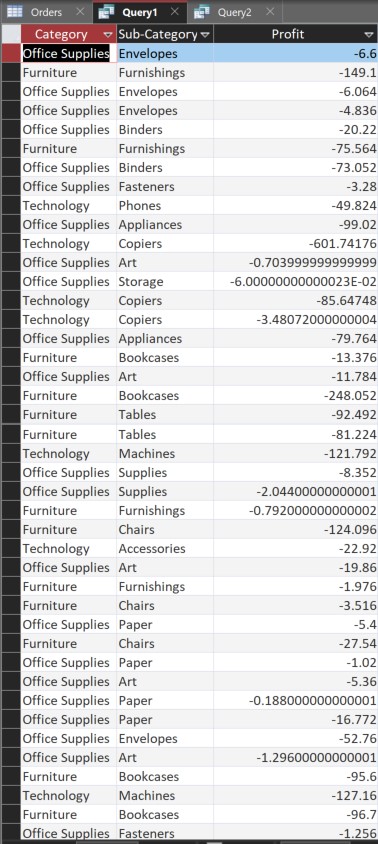 Orders Query1 Query2
Category Sub-Category Profit
Office Supplies Envelopes -6.6
Furniture Furnishings -149.1
Office Supplies Envelopes -6.064
Office Supplies Envelopes -4.836
Office Supplies Binders -20.22
Furniture Furnishings -75.564
Office Supplies Binders -73.052
Office Supplies Fasteners -3.28
Technology Phones -49.824
Office Supplies Appliances -99.02
Technology Copiers -601.74176
Office Supplies Art -0.703999999999999
Office Supplies Storage -6.00000000000023E-02
Technology Copiers -85.64748
Technology Copiers -3.48072000000004
Office Supplies Appliances -79.764
Furniture Bookcases -13.376
Office Supplies Art -11.784
Furniture Bookcases -248.052
Furniture Tables -92.492
Furniture Tables -81.224
Technology Machines -121.792
Office Supplies Supplies -8.352
Office Supplies Supplies -2.04400000000001
Furniture Furnishings -0.792000000000002
Furniture Chairs -124.096
Technology Accessories -22.92
Office Supplies Art -19.86
Furniture Furnishings -1.976
Furniture Chairs -3.516
Office Supplies Paper -5.4
Furniture Chairs -27.54
Office Supplies Paper -1.02
Office Supplies Art -5.36
Office Supplies Paper -0.188000000000001
Office Supplies Paper -16.772
Office Supplies Envelopes -52.76
Office Supplies Art -1.29600000000001
Furniture Bookcases -95.6
Technology Machines -127.16
Furniture Bookcases -96.7
Office Supplies Fasteners -1.256